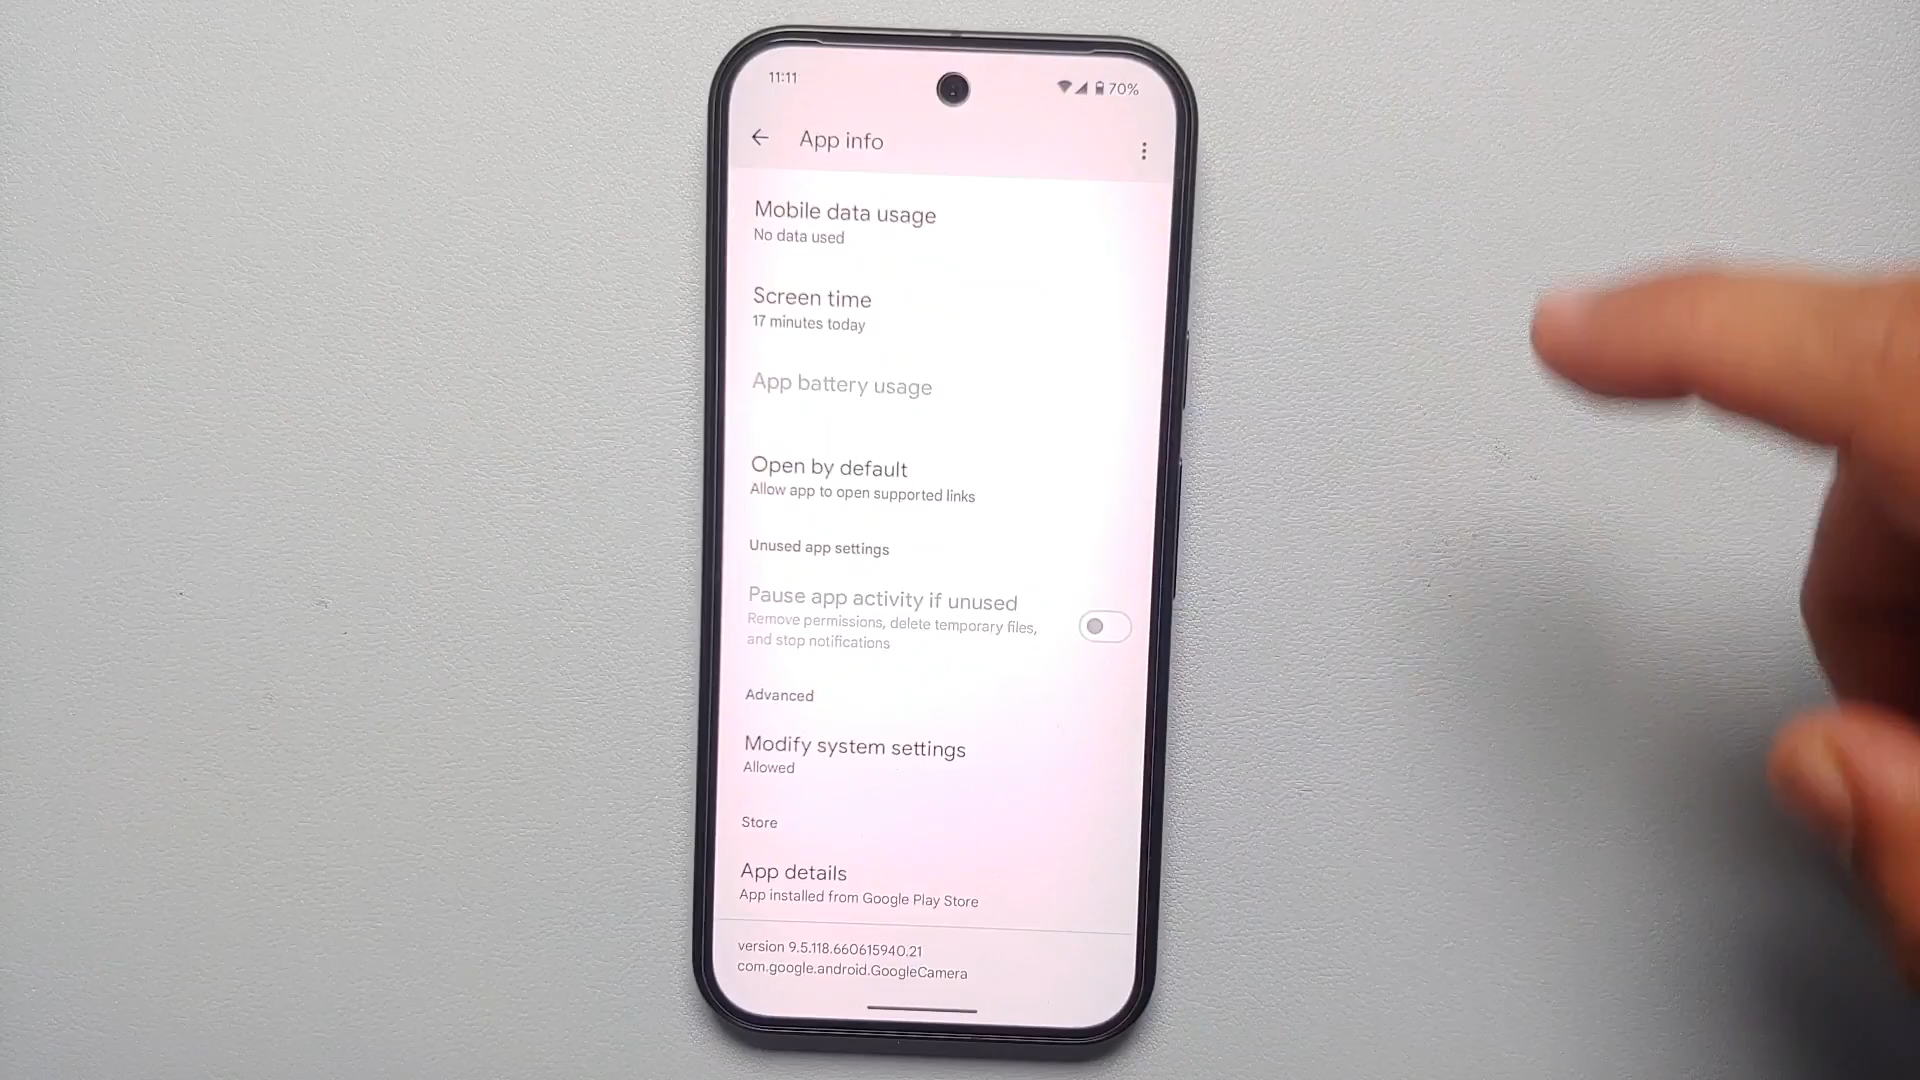 11:11
70%
App info
Mobile data usage
No data used
Screen time
17 minutes today
App battery usage
Open by default
Allow app to open supported links
Unused app settings
Pause app activity if unused
Remove permissions, delete temporary files,
and stop notifications
Advanced
Modify system settings
Allowed
Store
App details
App installed from Google Play Store
version 9.5.118.660615940.21
com.google.android.GoogleCamera